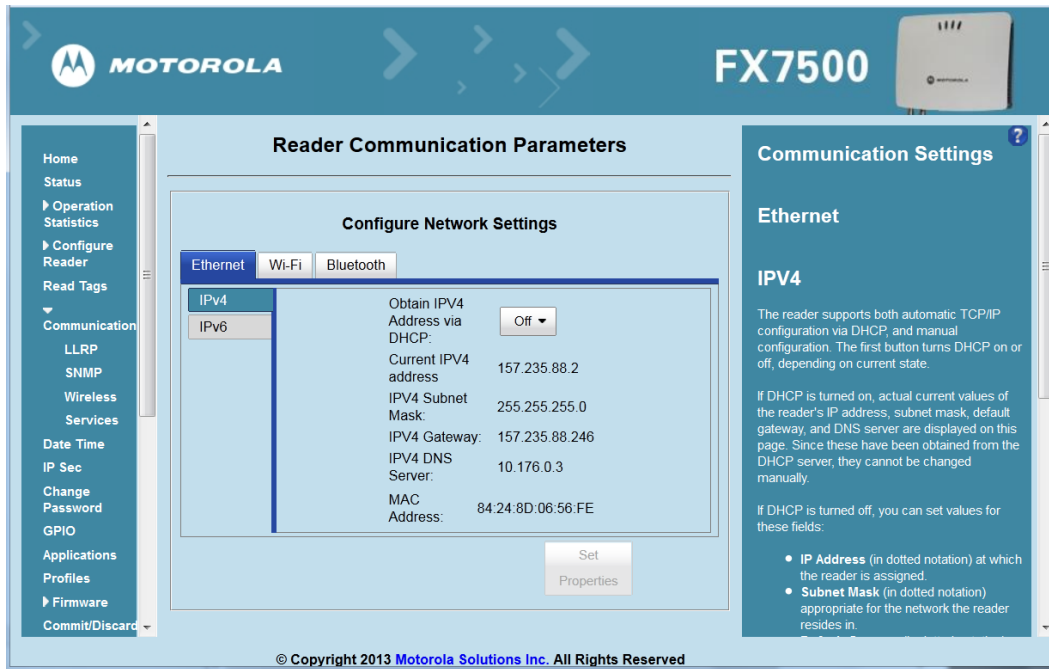 MOTOROLA
FX7500
MOTOROLA
Home
Status
Operation
Statistics
Configure
Reader
Read Tags
Communication
LLRP
SNMP
Wireless
Services
Date Time
IP Sec
Change
Password
GPIO
Applications
Profiles
Firmware
Commit/Discard
Reader Communication Parameters
Configure Network Settings
Ethernet Wi-Fi Bluetooth
IPv4
IPv6
Obtain IPV4
Address via
DHCP:
Off
Current IPV4
address
157.235.88.2
IPV4 Subnet
Mask:
255.255.255.0
IPV4 Gateway: 157.235.88.246
IPV4 DNS
Server:
10.176.0.3
MAC
Address:
84:24:8D:06:56:FE
Set
Properties
?
Communication Settings
Ethernet
IPV4
The reader supports both automatic TCP/IP
configuration via DHCP, and manual
configuration. The first button turns DHCP on or
off, depending on current state.
If DHCP is turned on, actual current values of
the reader's IP address, subnet mask, default
gateway, and DNS server are displayed on this
page. Since these have been obtained from the
DHCP server, they cannot be changed
manually.
If DHCP is turned off, you can set values for
these fields:
IP Address (in dotted notation) at which
the reader is assigned.
Subnet Mask (in dotted notation)
appropriate for the network the reader
resides in.
© Copyright 2013 Motorola Solutions Inc. All Rights Reserved